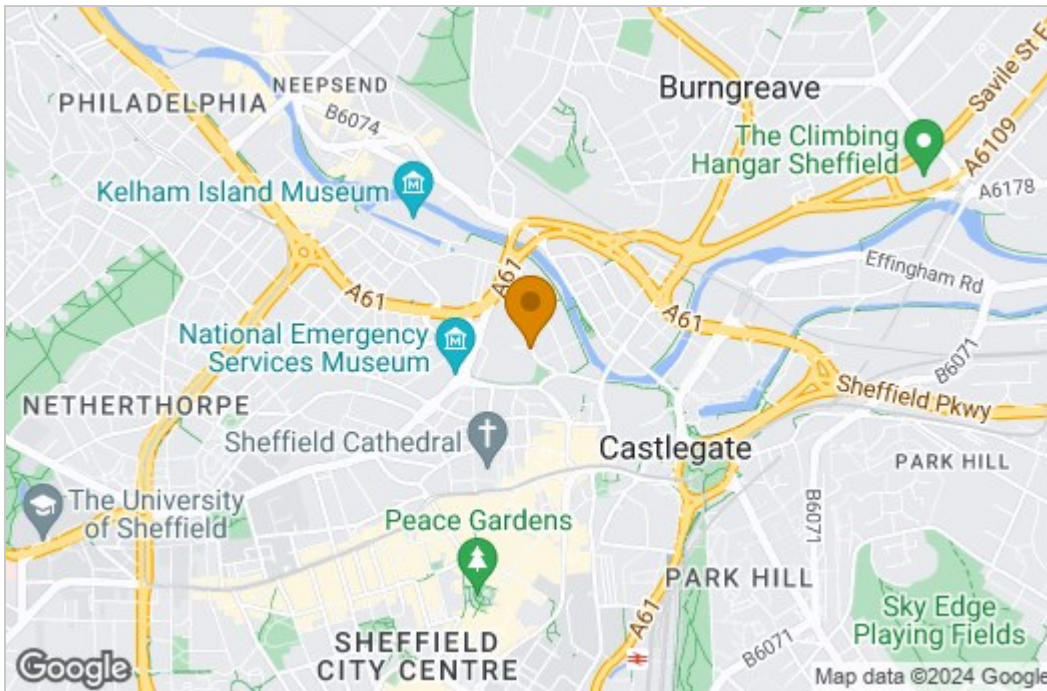 NEEPSEND
PHILADELPHIA
B6074
Burngreave
Savile St E
The Climbing
Hangar Sheffield
A6109
A6178
Kelham Island Museum
Effingham Rd
A61
A61
A61
National Emergency
Services Museum
B6071
Sheffield Pkwy
NETHERTHORPE
Sheffield Cathedral
Castlegate
PARK HILL
The University
of Sheffield
B6071
Peace Gardens
PARK HILL
A61
Sky Edge
Playing Fields
B6071
SHEFFIELD
CITY CENTRE
Google
Map data ©2024 Google